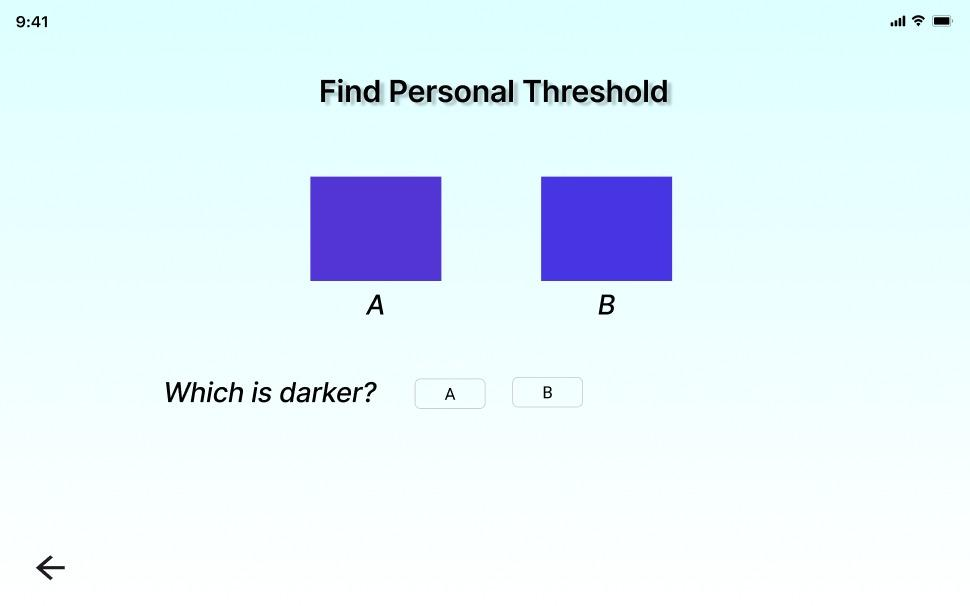 9:41
Find Personal Threshold
A B
Which is darker? A B